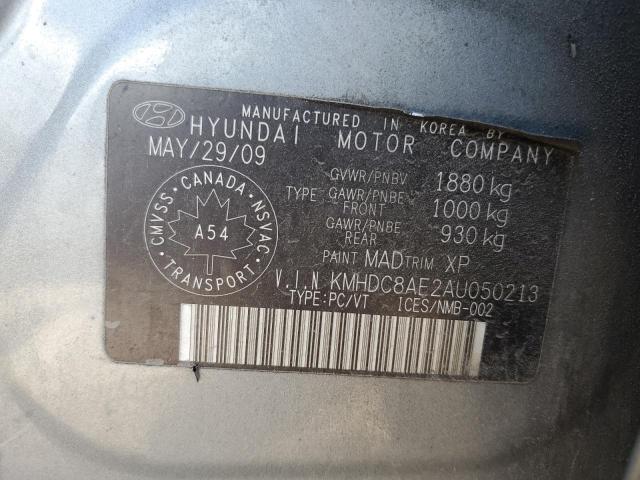 MANUFACTURED IN KOREA BY
HYUNDAI MOTOR COMPANY
MAY/29/09
GVWR/PNBV 1880 kg
TYPE GAWR/PNBE FRONT 1000 kg
GAWR/PNBE REAR 930 kg
PAINT MAD TRIM XP
V.I.N KMHDC8AE2AU050213
TYPE:PC/VT ICES/NMB-002
CMVSS • CANADA • NSVAC
A54
TRANSPORT